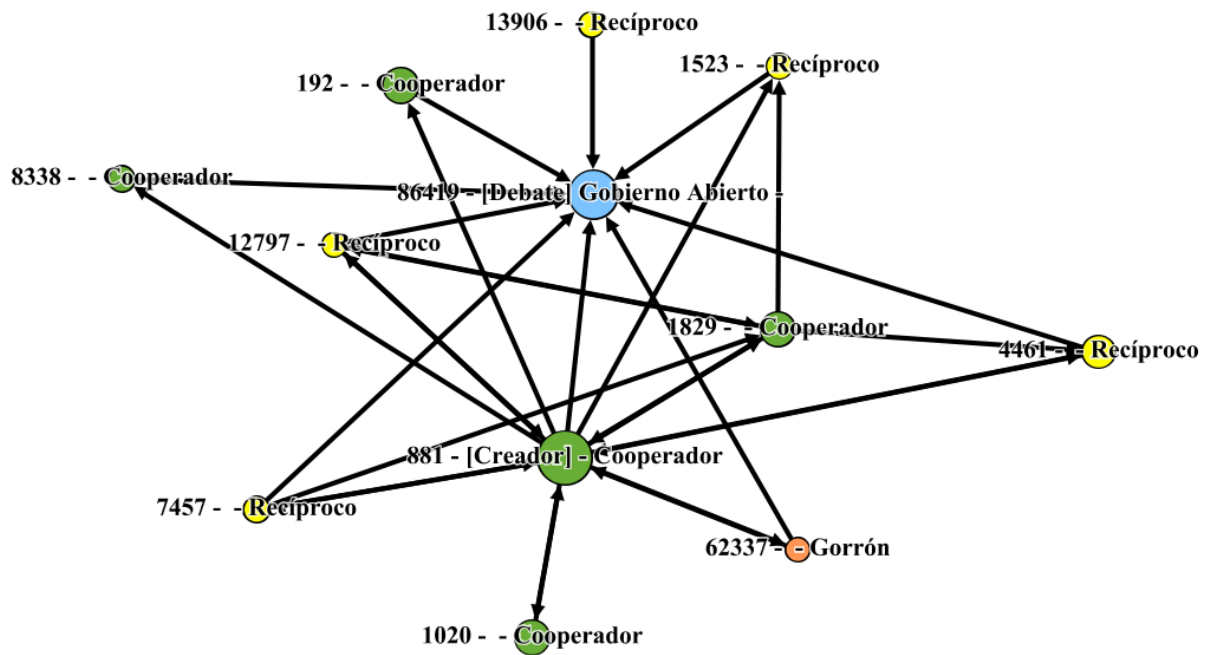 13906 - - Recíproco
1523 - - Recíproco
192 - - Cooperador
8338 - - Cooperador
86419 - [Debate] Gobierno Abierto -
12797 - - Recíproco
1829 - - Cooperador
4461 - - Recíproco
881 - [Creador] - Cooperador
7457 - - Recíproco
62337 - - Gorrón
1020 - - Cooperador